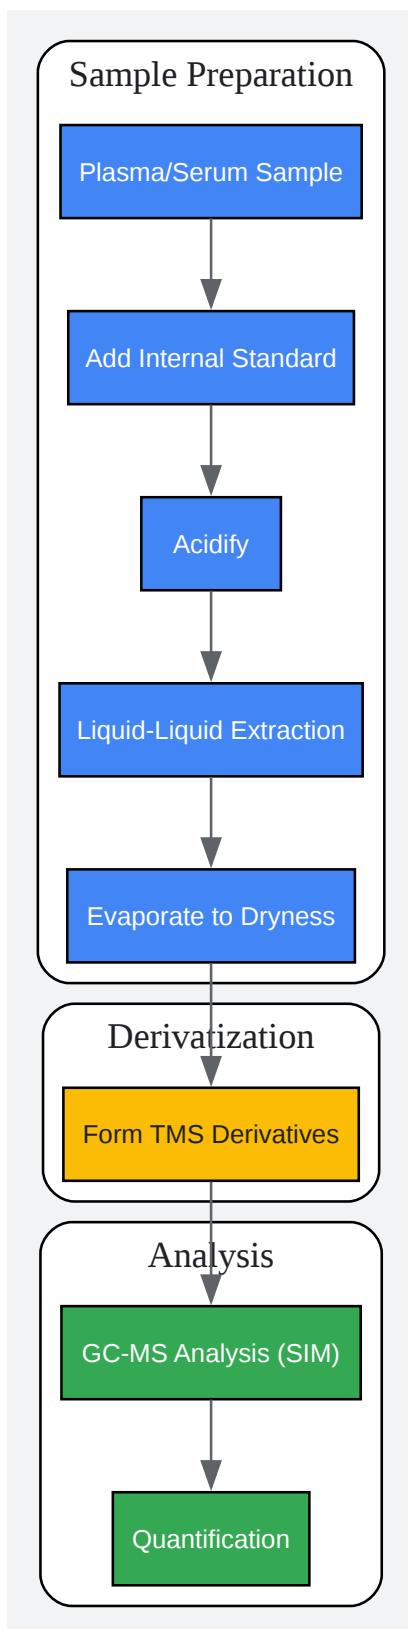 Sample Preparation
Plasma/Serum Sample
Add Internal Standard
Acidify
Liquid-Liquid Extraction
Evaporate to Dryness
Derivatization
Form TMS Derivatives
Analysis
GC-MS Analysis (SIM)
Quantification